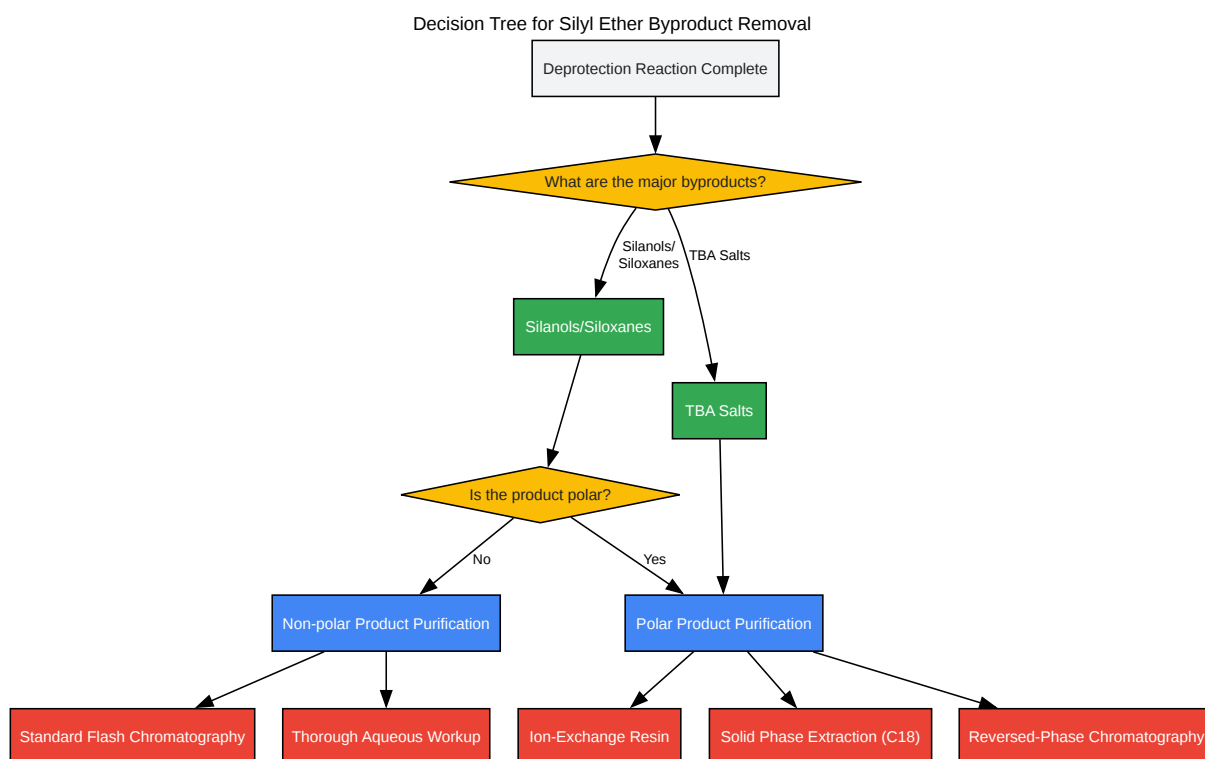 Decision Tree for Silyl Ether Byproduct Removal
Deprotection Reaction Complete
What are the major byproducts?
Silanols/
Siloxanes
TBA Salts
Silanols/Siloxanes
TBA Salts
Is the product polar?
No
Yes
Non-polar Product Purification
Polar Product Purification
Standard Flash Chromatography
Thorough Aqueous Workup
Ion-Exchange Resin
Solid Phase Extraction (C18)
Reversed-Phase Chromatography